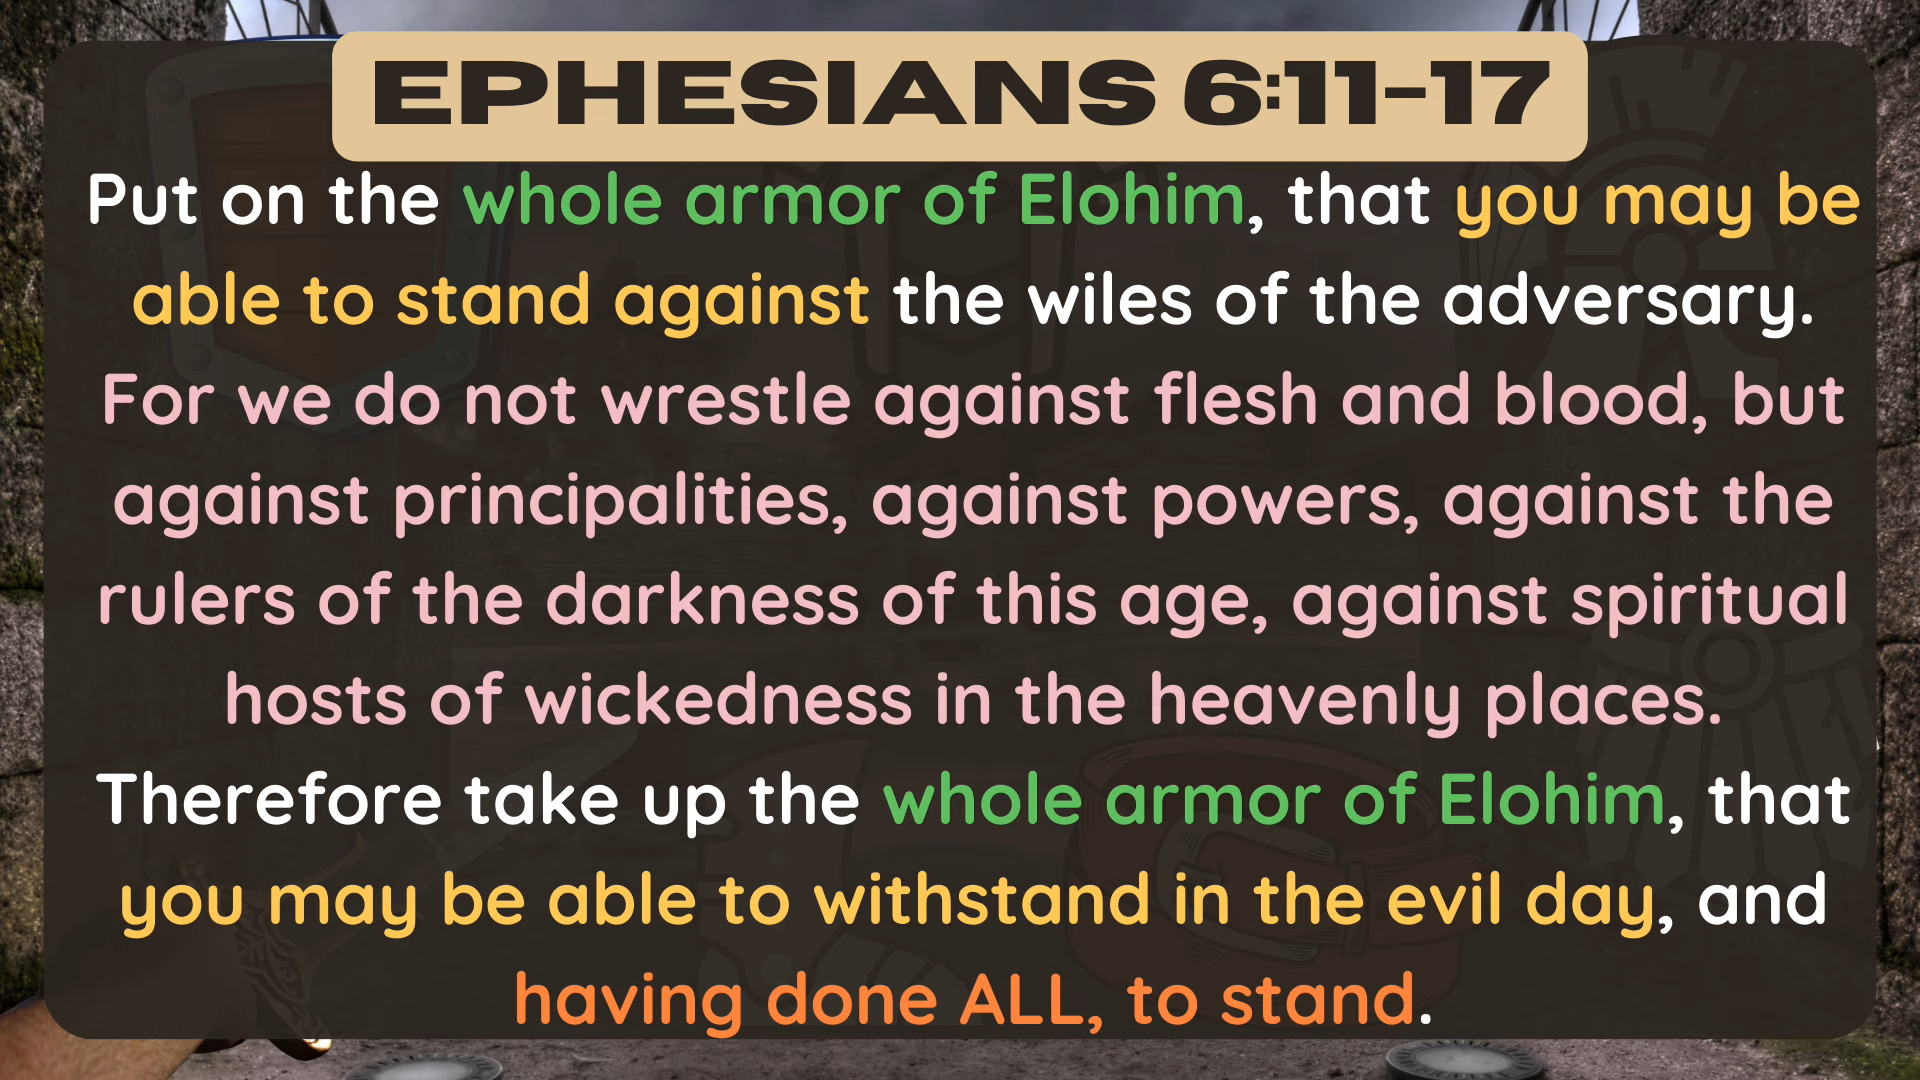 EPHESIANS 6:11-17
Put on the whole armor of Elohim, that you may be
able to stand against the wiles of the adversary.
For we do not wrestle against flesh and blood, but
against principalities, against powers, against the
rulers of the darkness of this age, against spiritual
hosts of wickedness in the heavenly places.
Therefore take up the whole armor of Elohim, that
you may be able to withstand in the evil day, and
having done ALL, to stand.